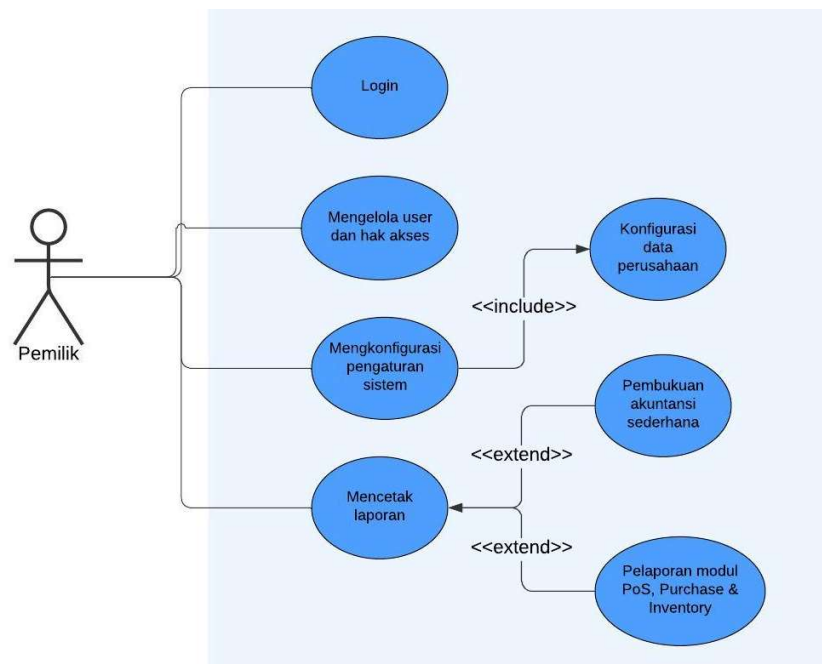 Login
Mengelola user
dan hak akses
Konfigurasi
data
perusahaan
<<include>>
Pemilik
Mengkonfigurasi
pengaturan
sistem
Pembukuan
akuntansi
sederhana
<<extend>>
Mencetak
laporan
<<extend>>
Pelaporan modul
PoS, Purchase &
Inventory